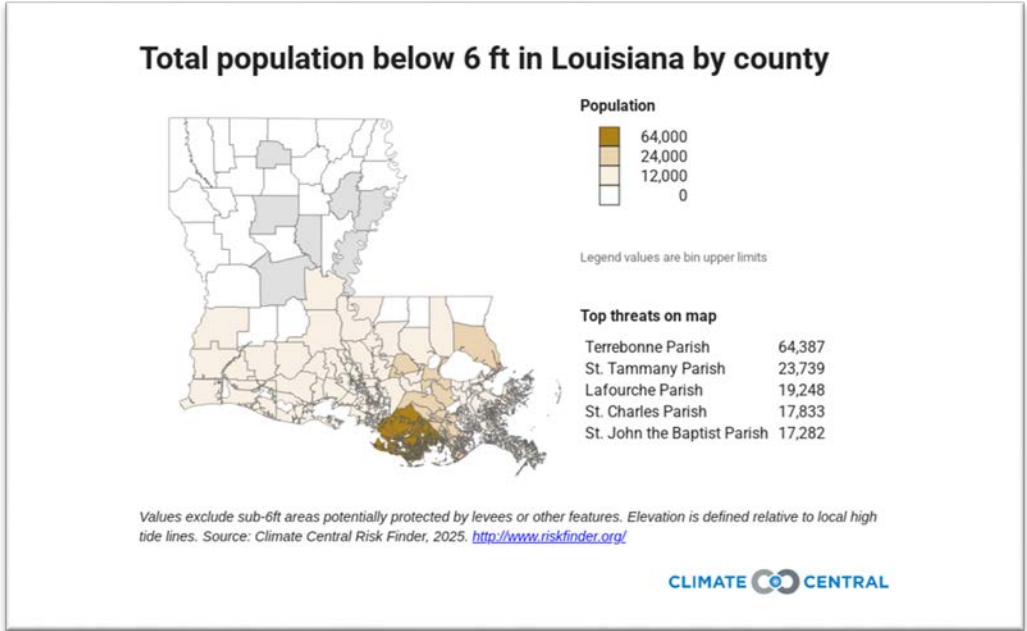 Total population below 6 ft in Louisiana by county
Population
64,000
24,000
12,000
0
Legend values are bin upper limits
Top threats on map
Terrebonne Parish 64,387
St. Tammany Parish 23,739
Lafourche Parish 19,248
St. Charles Parish 17,833
St. John the Baptist Parish 17,282
Values exclude sub-6ft areas potentially protected by levees or other features. Elevation is defined relative to local high
tide lines. Source: Climate Central Risk Finder, 2025. http://www.riskfinder.org/
CLIMATE CENTRAL